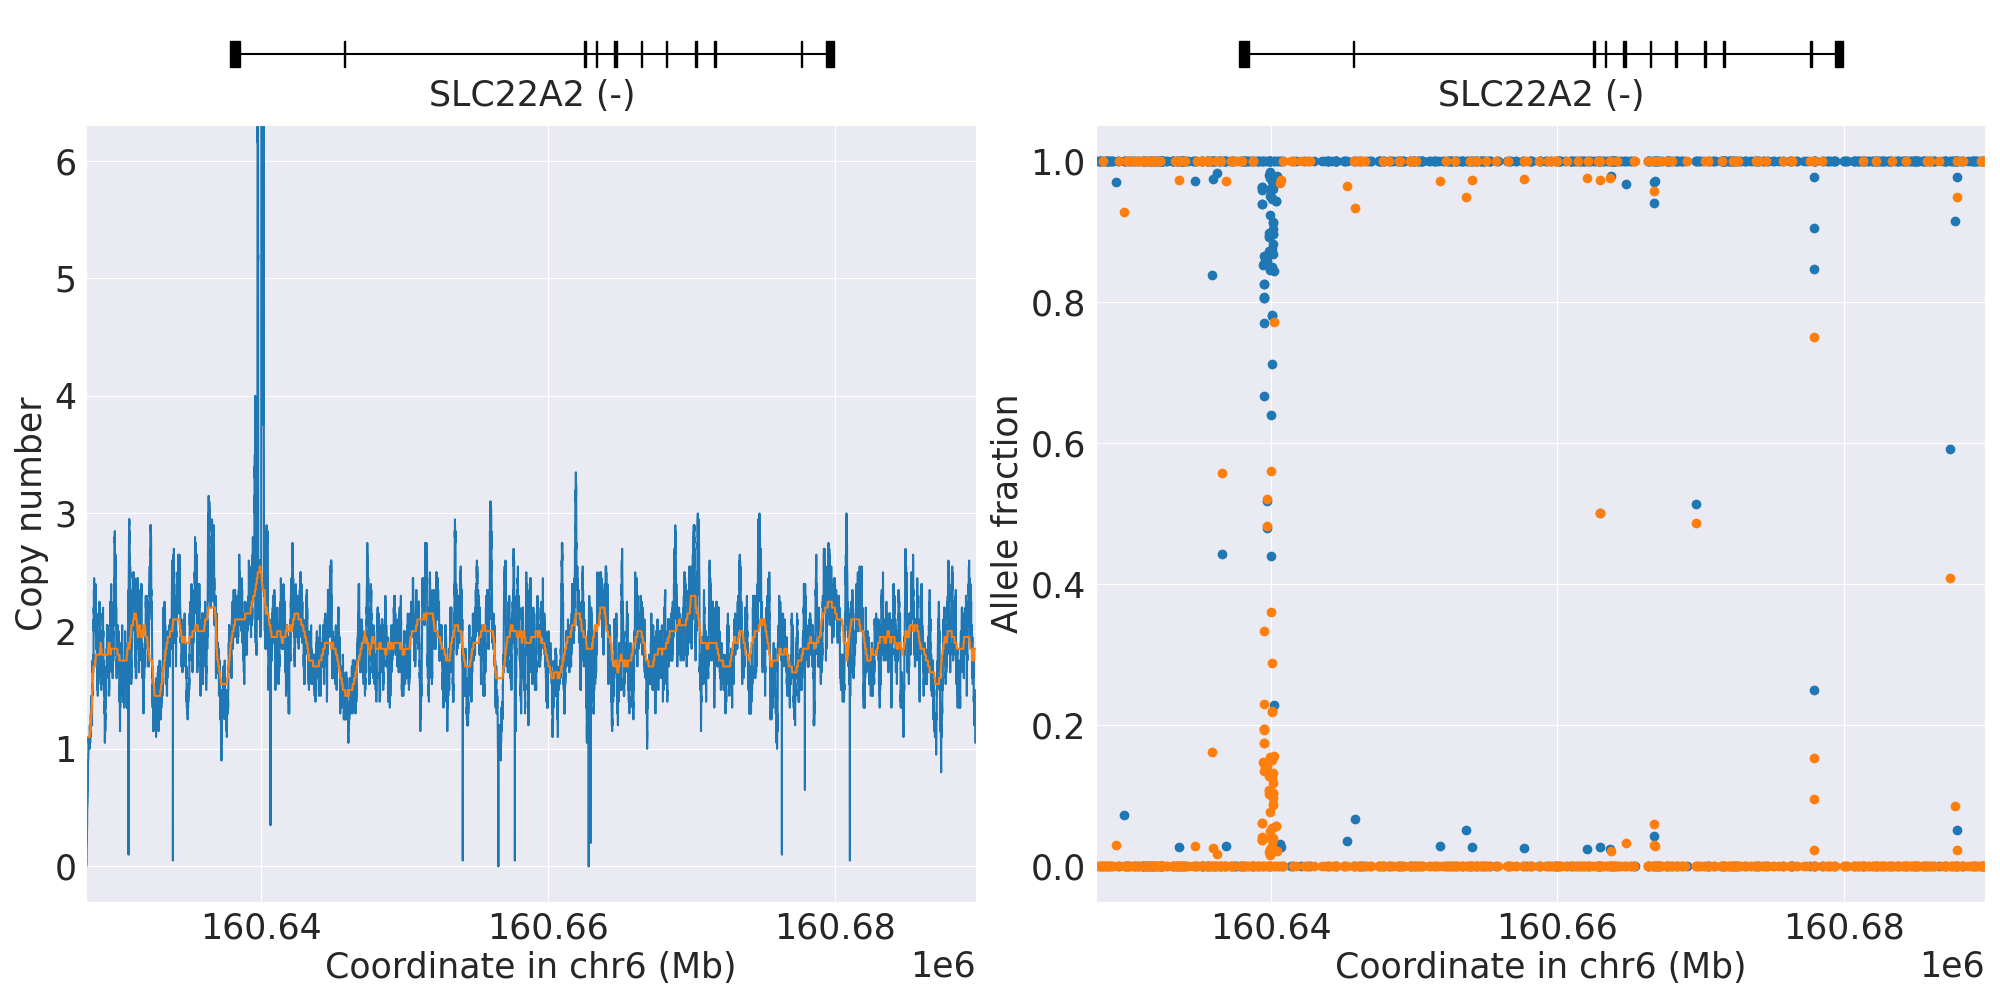 SLC22A2 (-)
6
5
4
3
2
1
0
Copy number
160.64
160.66
160.68
Coordinate in chr6 (Mb)
1e6
SLC22A2 (-)
1.0
0.8
0.6
0.4
0.2
0.0
Allele fraction
160.64
160.66
160.68
Coordinate in chr6 (Mb)
1e6